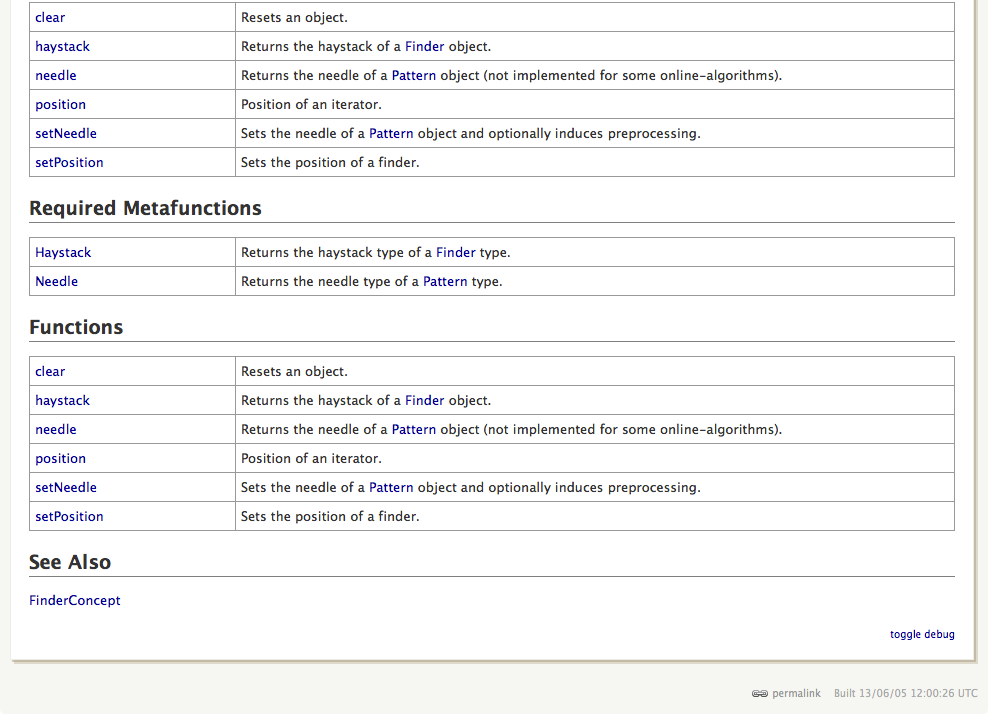 clear Resets an object.
haystack Returns the haystack of a Finder object.
needle Returns the needle of a Pattern object (not implemented for some online-algorithms).
position Position of an iterator.
setNeedle Sets the needle of a Pattern object and optionally induces preprocessing.
setPosition Sets the position of a finder.
Required Metafunctions
Haystack Returns the haystack type of a Finder type.
Needle Returns the needle type of a Pattern type.
Functions
clear Resets an object.
haystack Returns the haystack of a Finder object.
needle Returns the needle of a Pattern object (not implemented for some online-algorithms).
position Position of an iterator.
setNeedle Sets the needle of a Pattern object and optionally induces preprocessing.
setPosition Sets the position of a finder.
See Also
FinderConcept
toggle debug
permalink Built 13/06/05 12:00:26 UTC